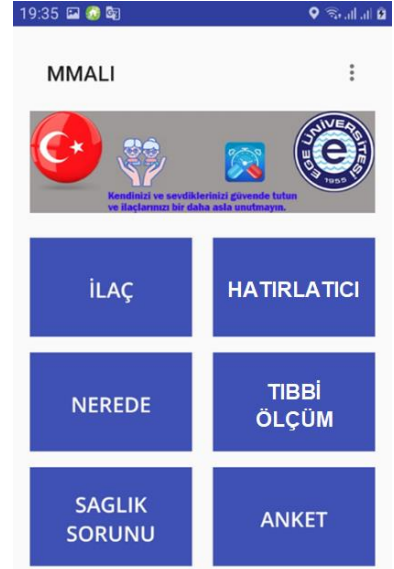 19:35
MMALI
Kendinizi ve sevdiklerinizi güvende tutun
ve ilaçlarınızı bir daha asla unutmayın.
EGE ÜNİVERSİTESİ
1955
İLAÇ
HATIRLATICI
NEREDE
TIBBİ
ÖLÇÜM
SAGLIK
SORUNU
ANKET